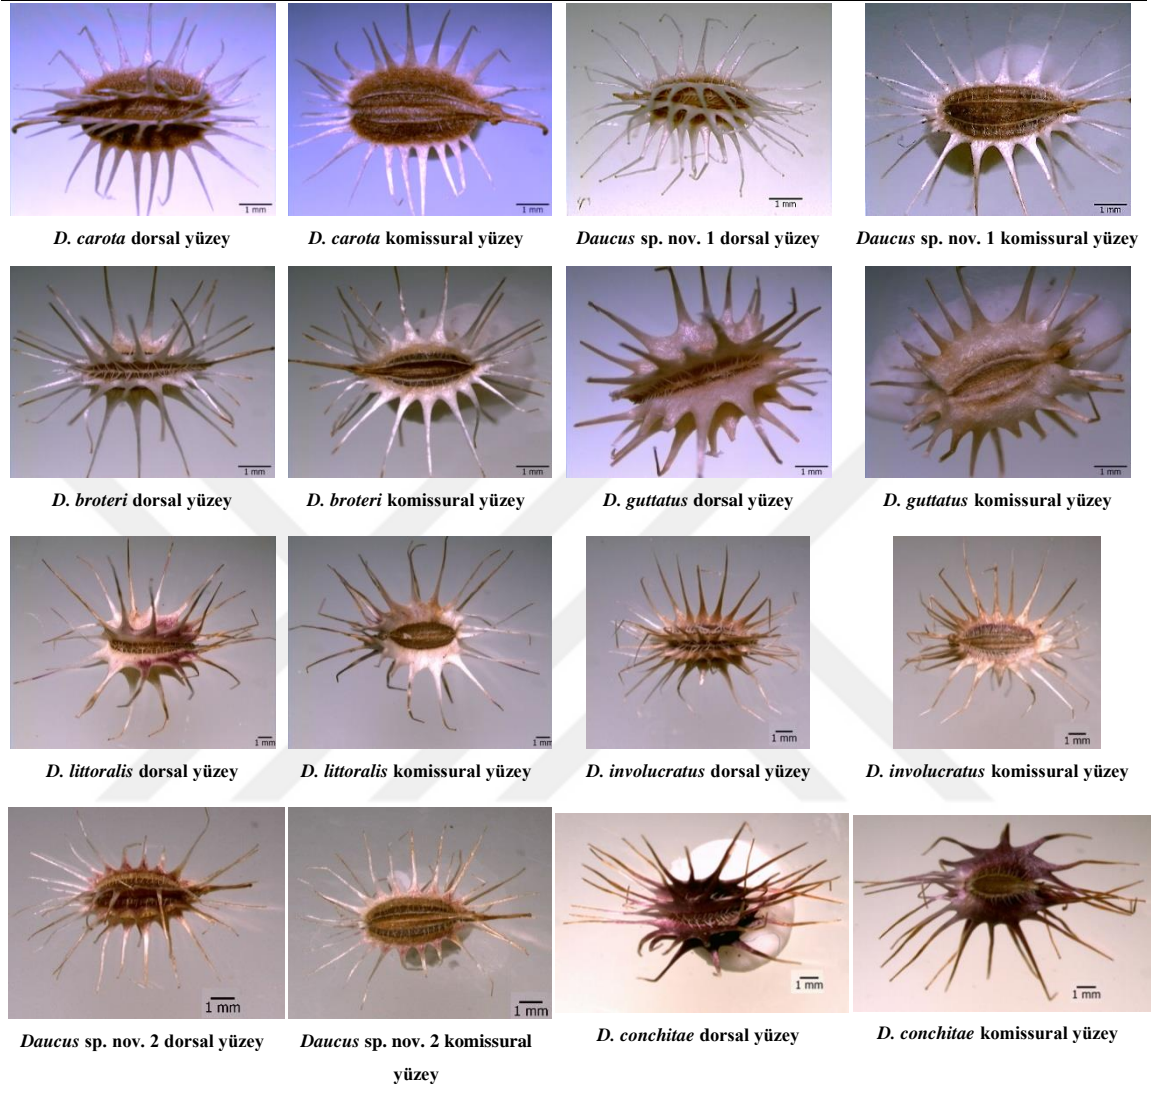 1 mm 1 mm 1 mm 1 mm
D. carota dorsal yüzey D. carota komissural yüzey Daucus sp. nov. 1 dorsal yüzey Daucus sp. nov. 1 komissural yüzey
1 mm 1 mm 1 mm 1 mm
D. broteri dorsal yüzey D. broteri komissural yüzey D. guttatus dorsal yüzey D. guttatus komissural yüzey
1 mm 1 mm 1 mm 1 mm
D. littoralis dorsal yüzey D. littoralis komissural yüzey D. involucratus dorsal yüzey D. involucratus komissural yüzey
1 mm 1 mm 1 mm 1 mm
Daucus sp. nov. 2 dorsal yüzey Daucus sp. nov. 2 komissural D. conchitae dorsal yüzey D. conchitae komissural yüzey
yüzey